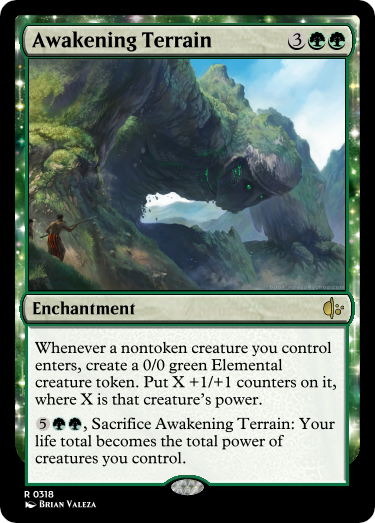 Awakening Terrain 3
Enchantment
Whenever a nontoken creature you control
enters, create a 0/0 green Elemental
creature token. Put X +1/+1 counters on it,
where X is that creature's power.
5, Sacrifice Awakening Terrain: Your
life total becomes the total power of
creatures you control.
R 0318
Brian Valeza